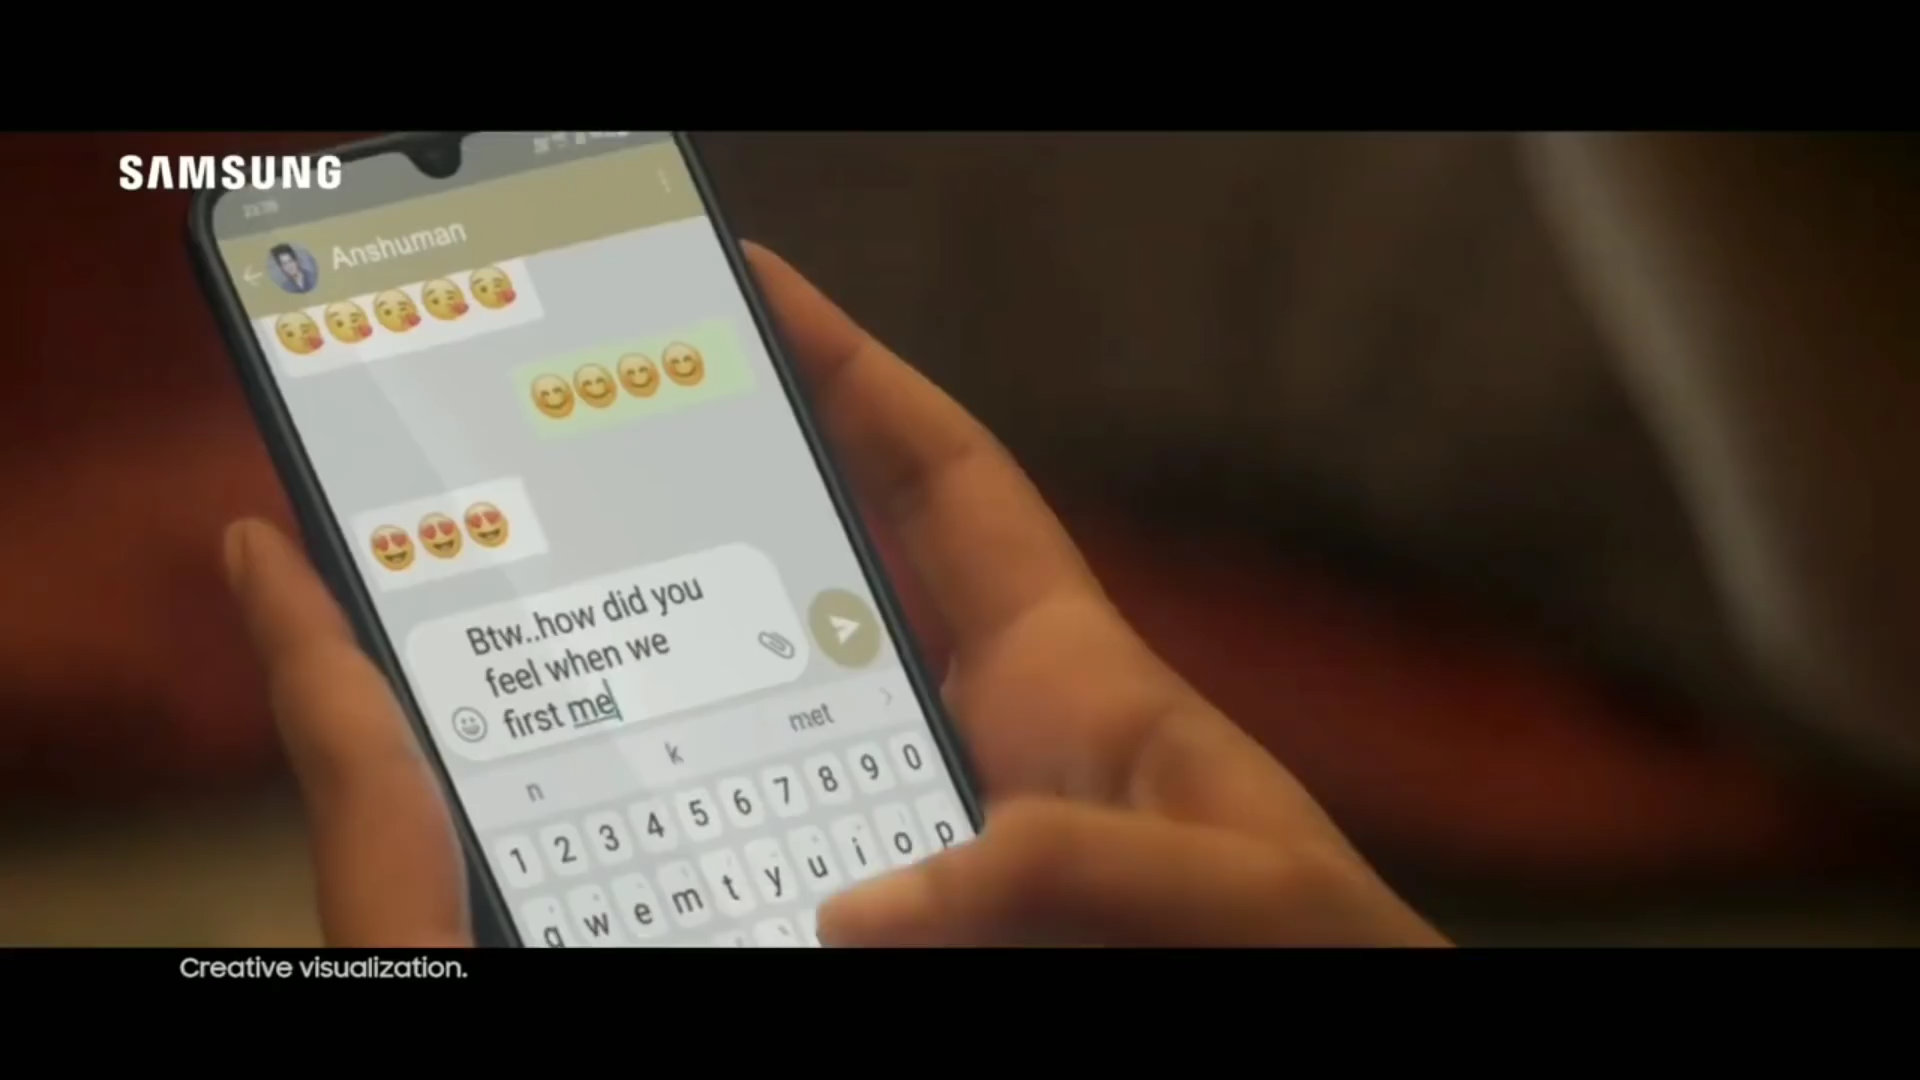 SAMSUNG
Anshuman
Btw..how did you
feel when we
first me
n k met
1 2 3 4 5 6 7 8 9 0
q w e m t y u i o p
Creative visualization.